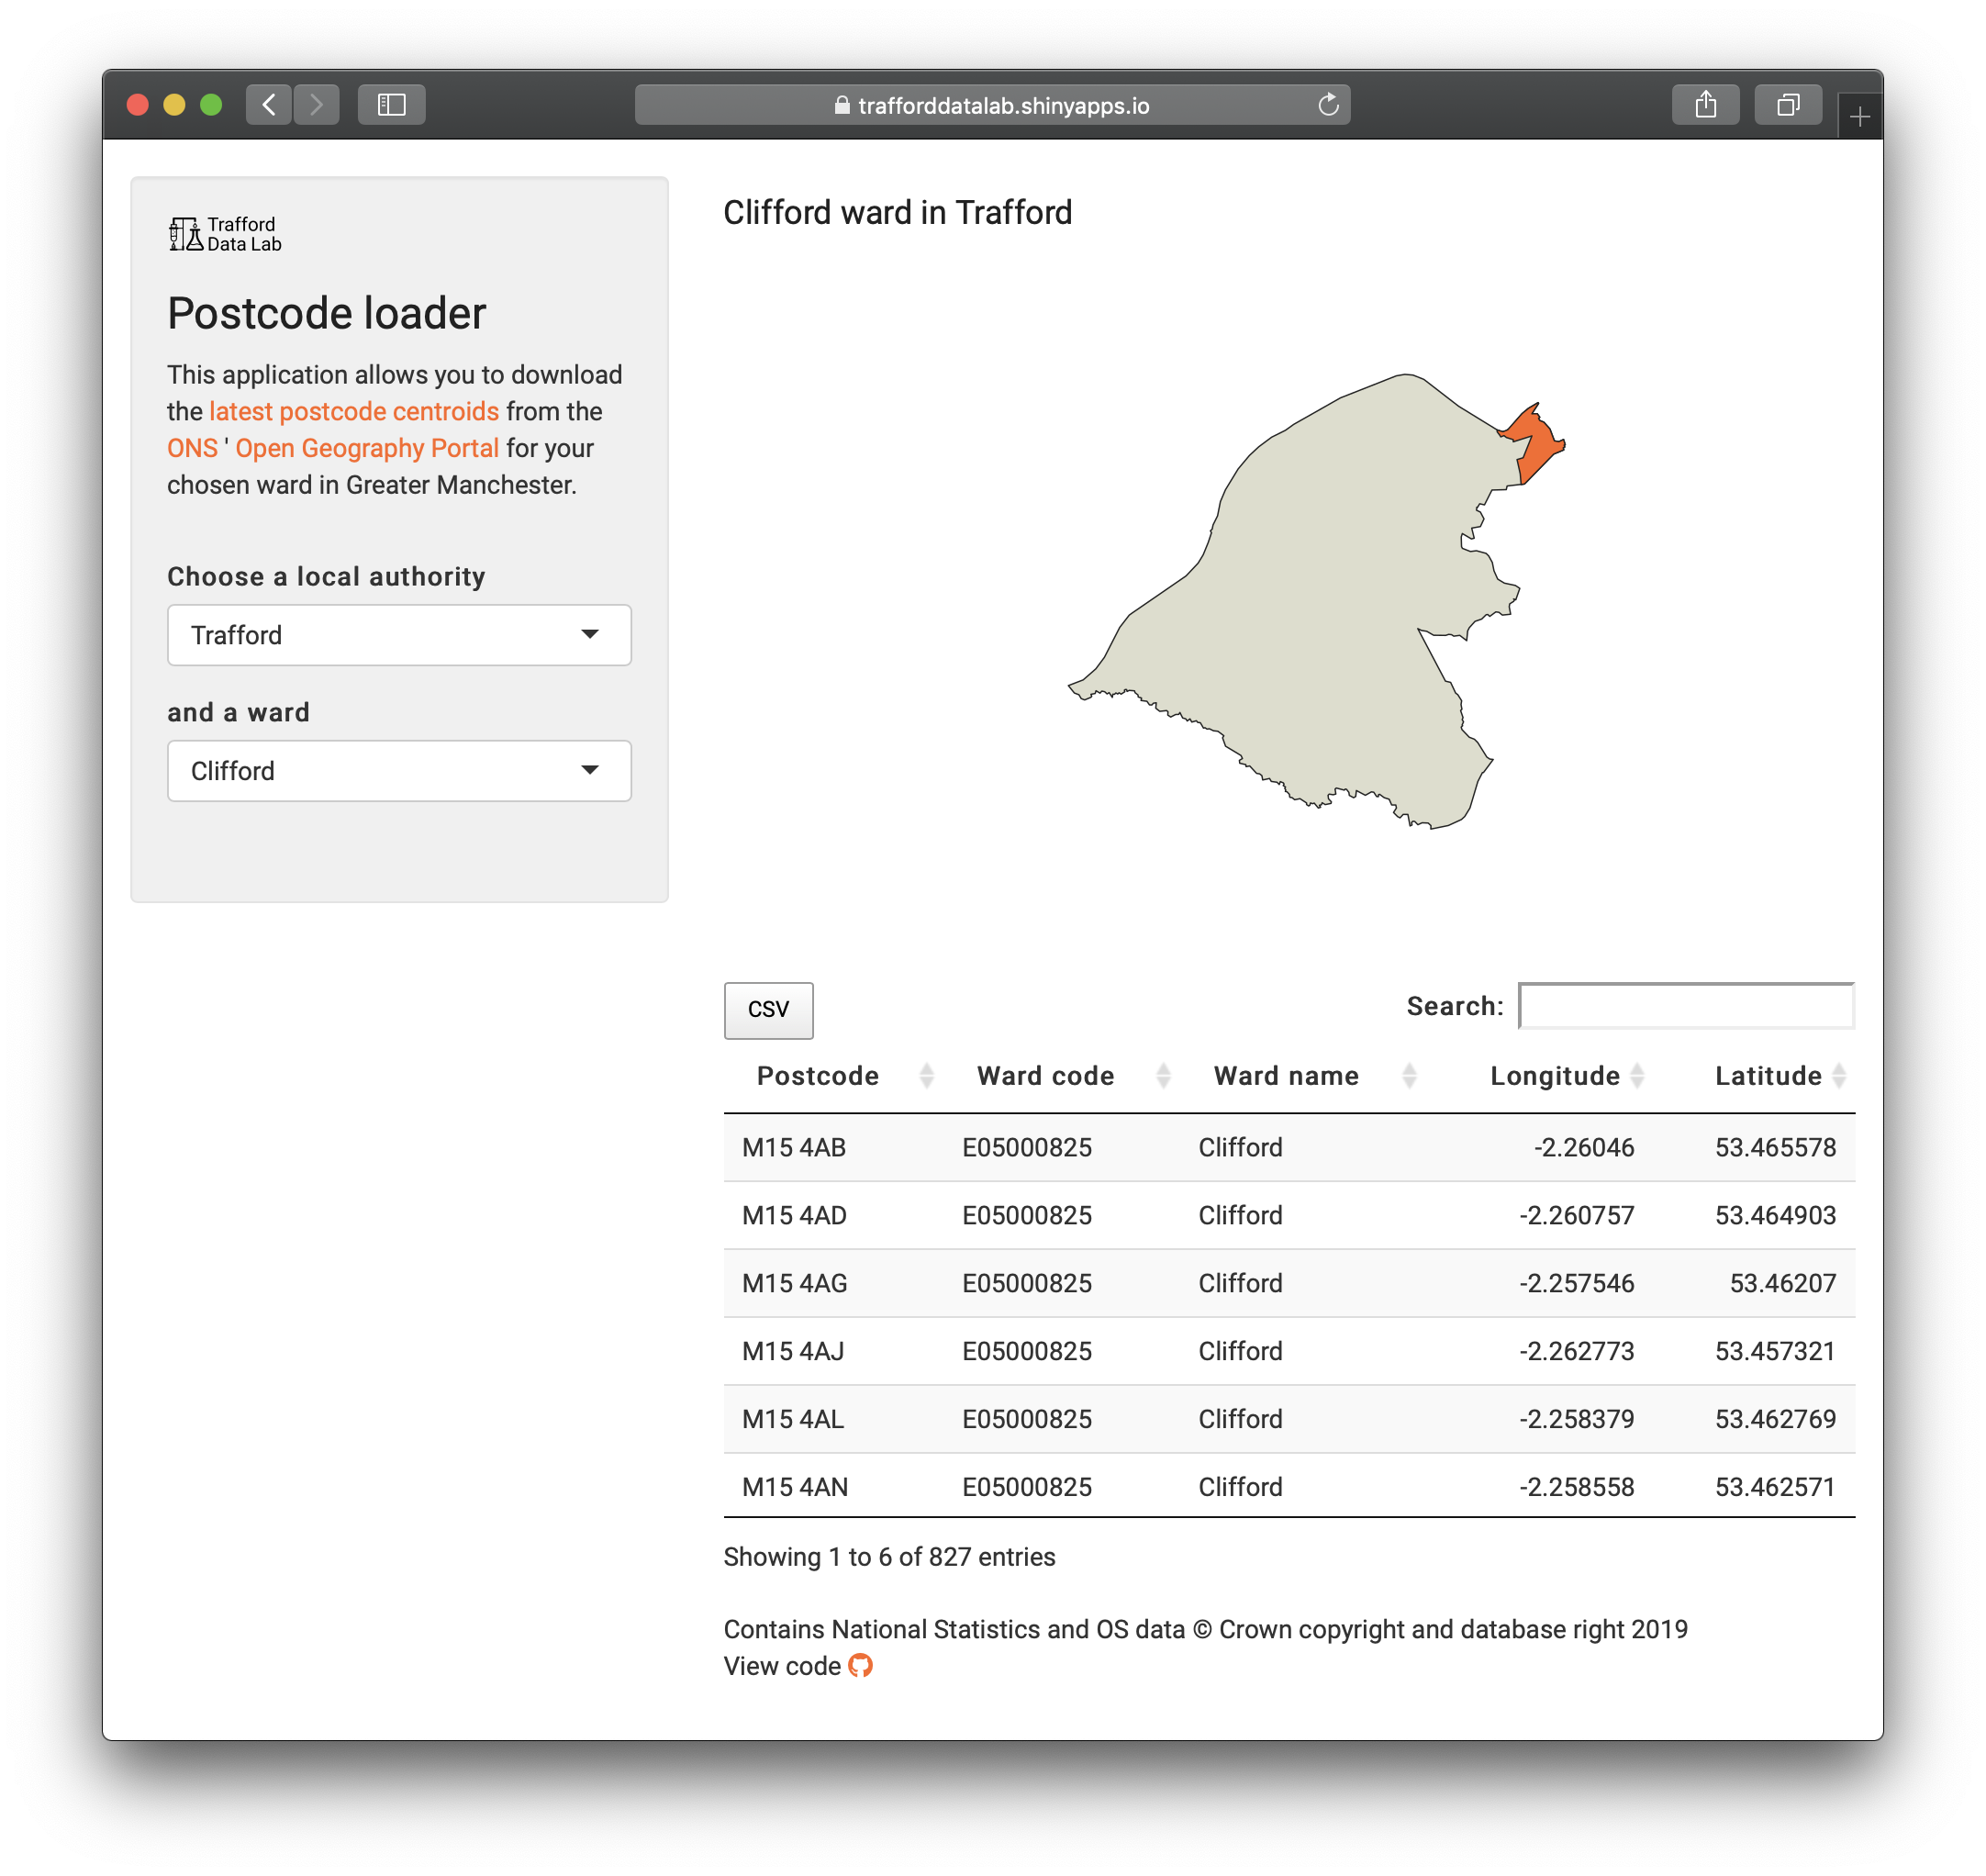 trafforddatalab.shinyapps.io
Trafford
Data Lab
Postcode loader
This application allows you to download
the latest postcode centroids from the
ONS ' Open Geography Portal for your
chosen ward in Greater Manchester.
Choose a local authority
Trafford
and a ward
Clifford
Clifford ward in Trafford
CSV
Search:
Postcode Ward code Ward name Longitude Latitude
M15 4AB E05000825 Clifford -2.26046 53.465578
M15 4AD E05000825 Clifford -2.260757 53.464903
M15 4AG E05000825 Clifford -2.257546 53.46207
M15 4AJ E05000825 Clifford -2.262773 53.457321
M15 4AL E05000825 Clifford -2.258379 53.462769
M15 4AN E05000825 Clifford -2.258558 53.462571
Showing 1 to 6 of 827 entries
Contains National Statistics and OS data © Crown copyright and database right 2019
View code